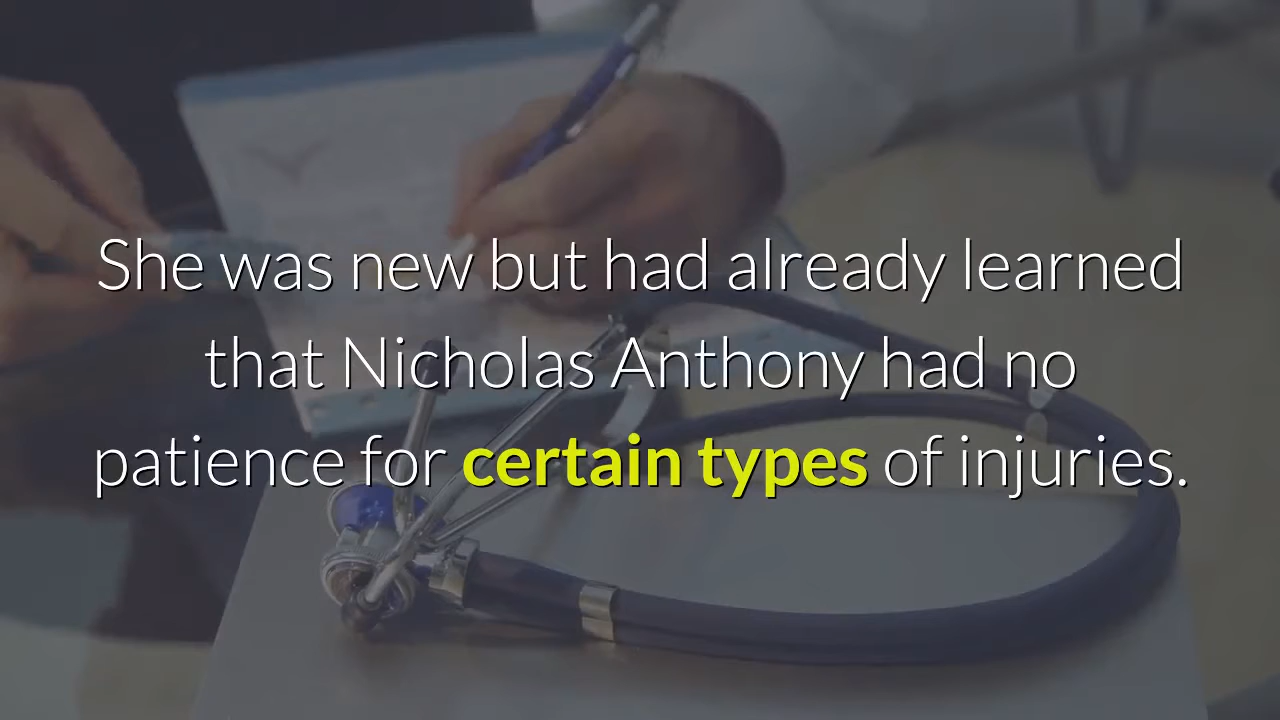 She was new but had already learned
that Nicholas Anthony had no
patience for certain types of injuries.